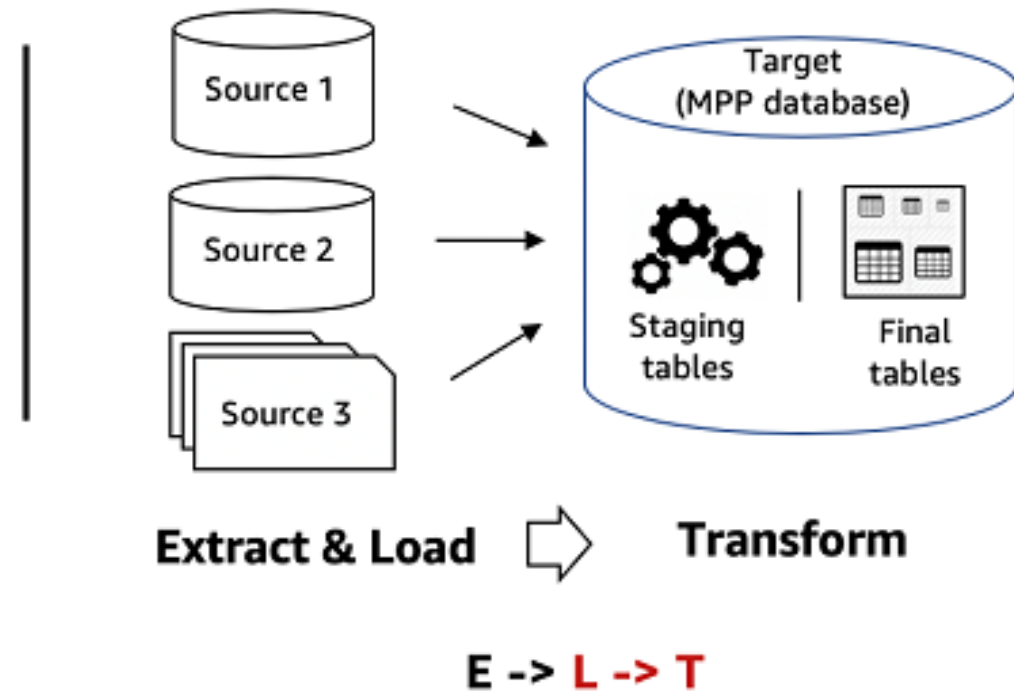 Source 1
Source 2
Source 3
Target
(MPP database)
Staging
tables
Final
tables
Extract & Load
Transform
E -> L -> T